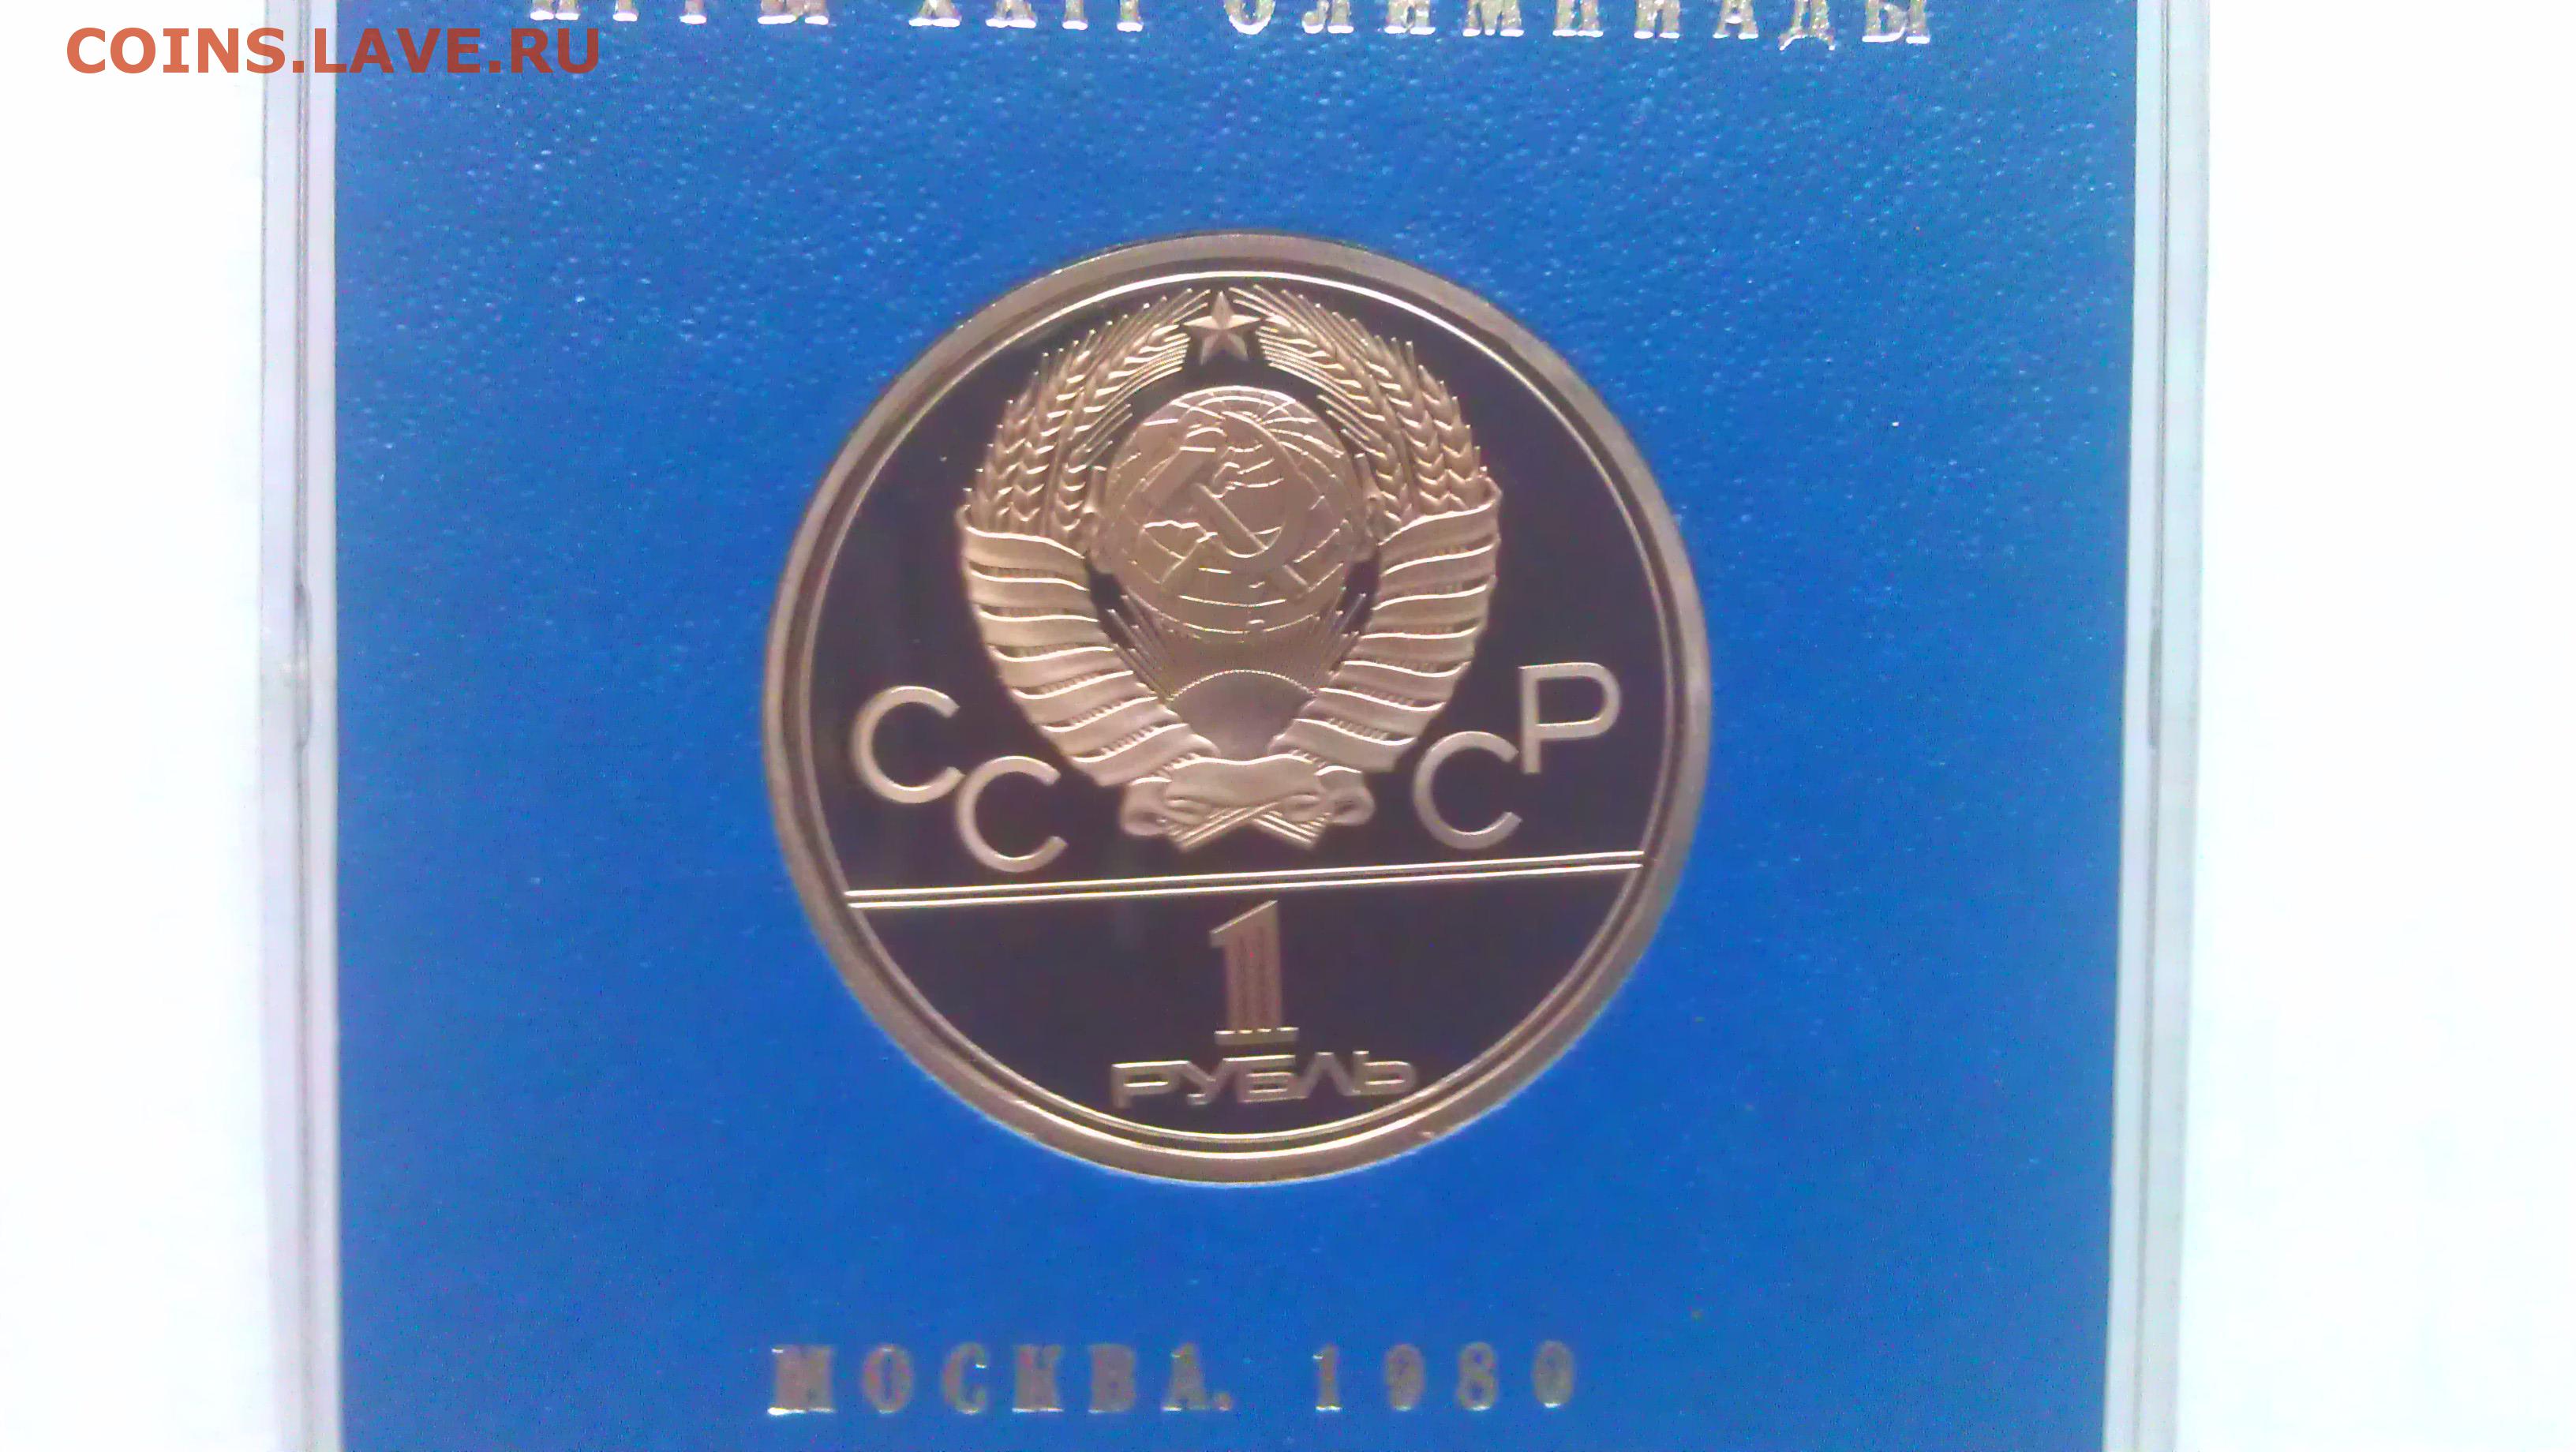 ИГРЫ XXII ОЛИМПИАДЫ
COINS.LAVE.RU
СССР
1
РУБЛЬ
МОСКВА. 1980